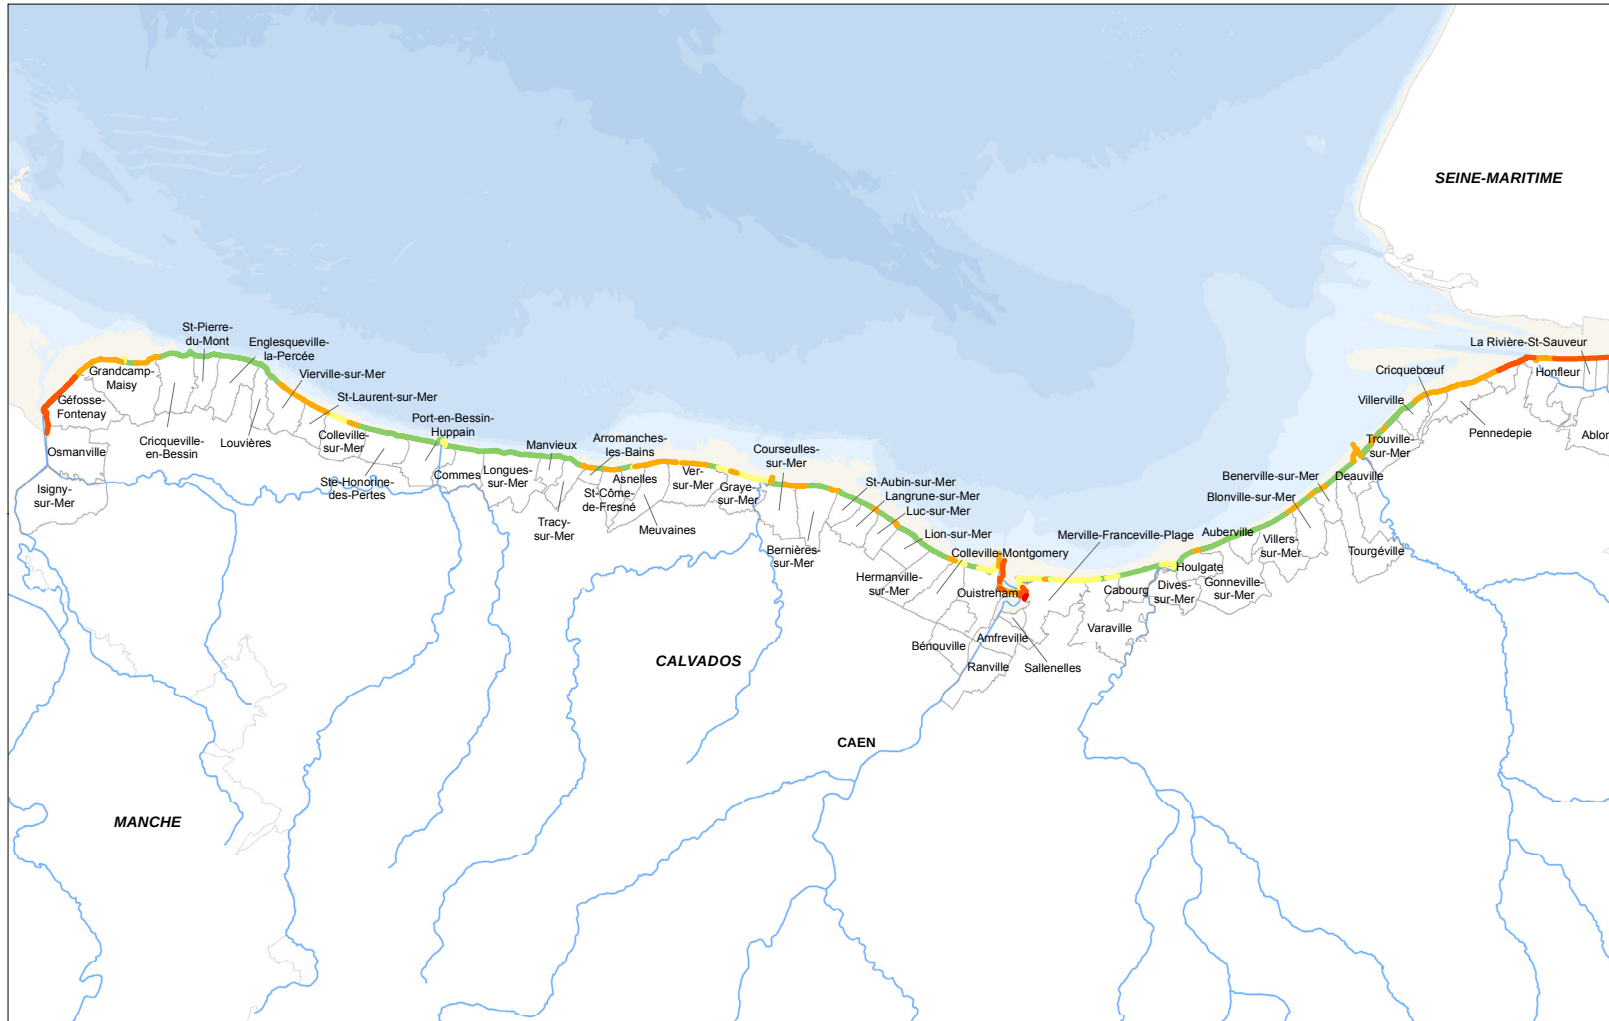 SEINE-MARITIME
St-Pierre-
du-Mont
Englesqueville-
la-Percée
Grandcamp-
Maisy
Vierville-sur-Mer
St-Laurent-sur-Mer
Géfosse-
Fontenay
Port-en-Bessin-
Huppain
Osmanville
Cricqueville-
en-Bessin
Louvières
Colleville-
sur-Mer
Ste-Honorine-
des-Pertes
Commes
Isigny-
sur-Mer
Longues-
sur-Mer
Manvieux
Arromanches-
les-Bains
Tracy-
sur-Mer
St-Côme-
de-Fresné
Asnelles
Meuvaines
Ver-
sur-Mer
Graye-
sur-Mer
Courseulles-
sur-Mer
Bernières-
sur-Mer
St-Aubin-sur-Mer
Langrune-sur-Mer
Luc-sur-Mer
Lion-sur-Mer
Hermanville-
sur-Mer
Colleville-Montgomery
Ouistreham
Bénouville
Amfreville
Ranville
Sallenelles
Merville-Franceville-Plage
Varaville
Cabourg
Dives-
sur-Mer
Houlgate
Gonneville-
sur-Mer
Auberville
Villers-
sur-Mer
Blonville-sur-Mer
Benerville-sur-Mer
Tourgéville
Deauville
Trouville-
sur-Mer
Villerville
Cricquebœuf
Pennedepie
La Rivière-St-Sauveur
Honfleur
Ablon
CALVADOS
CAEN
MANCHE